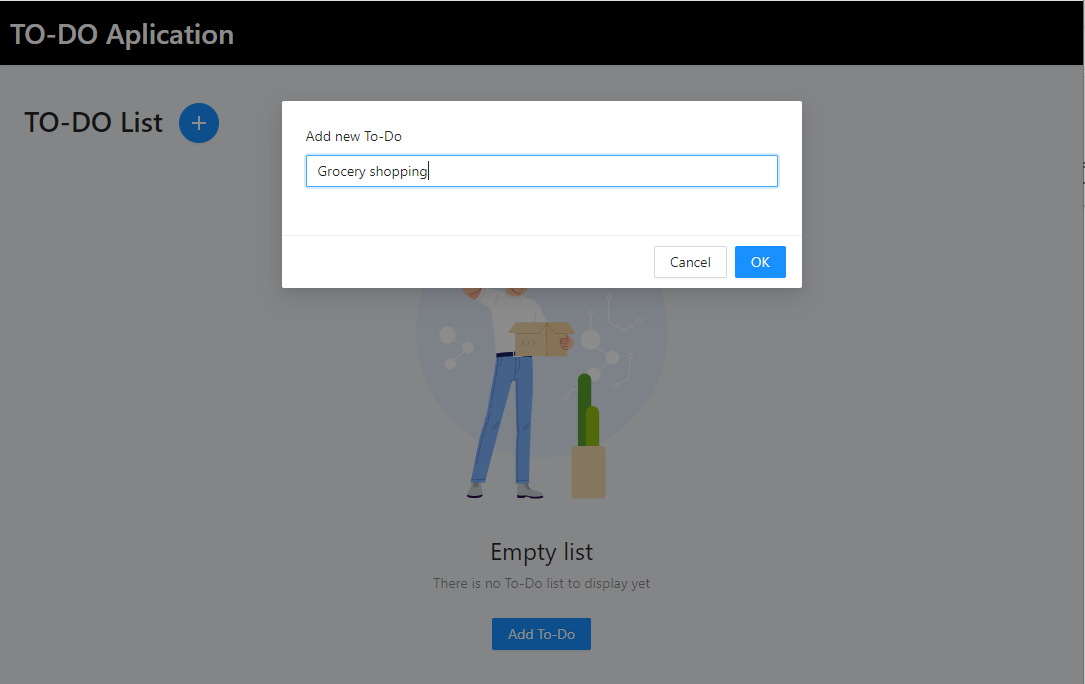 TO-DO Aplication
TO-DO List
Add new To-Do
Grocery shopping
Cancel
OK
</>
Empty list
There is no To-Do list to display yet
Add To-Do